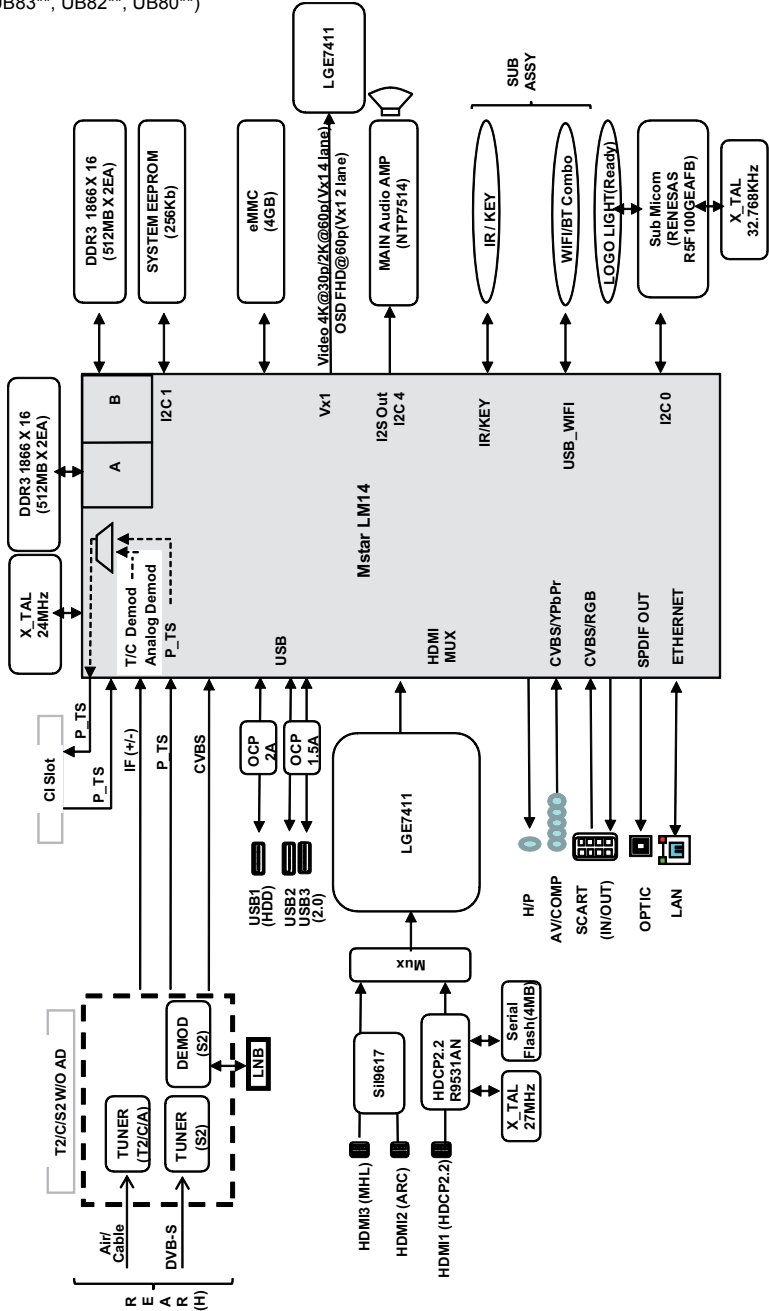 UB83**, UB82**, UB80**)
DDR3 1866 X 16
(512MB X 2EA)
SYSTEM EEPROM
(256Kb)
eMMC
(4GB)
LGE7411
Video 4K@30p/2K@60p(Vx1 4 lane)
OSD FHD@60p(Vx1 2 lane)
MAIN Audio AMP
(NTP7514)
SUB
ASSY
IR / KEY
WIFI/BT Combo
LOGO LIGHT(Ready)
Sub Micom
(RENESAS
R5F100GEAFB)
X_TAL
32.768KHz
X_TAL
24MHz
DDR3 1866 X 16
(512MB X 2EA)
A
B
I2C 1
Vx1
I2S Out
I2C 4
IR/KEY
USB_WIFI
I2C 0
Mstar LM14
T/C Demod
Analog Demod
P_TS
USB
HDMI
MUX
CVBS/YPbPr
CVBS/RGB
SPDIF OUT
ETHERNET
CI Slot
P_TS
P_TS
IF (+/-)
P_TS
CVBS
OCP
2A
OCP
1.5A
USB1
(HDD)
USB2
USB3
(2.0)
LGE7411
H/P
AV/COMP
SCART
(IN/OUT)
OPTIC
LAN
T2/C/S2 W/O AD
TUNER
(T2/C/A)
TUNER
(S2)
DEMOD
(S2)
LNB
Air/
Cable
DVB-S
R
E
A
R
(H)
Mux
SiI9617
HDCP2.2
R9531AN
Serial
Flash(4MB)
X_TAL
27MHz
HDMI3 (MHL)
HDMI2 (ARC)
HDMI1 (HDCP2.2)